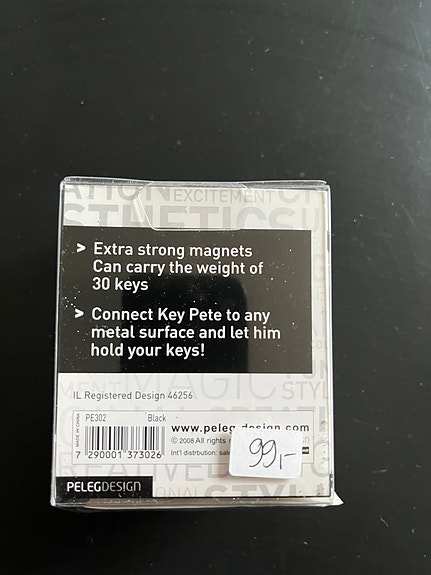 EXCITEMENT
> Extra strong magnets
Can carry the weight of
30 keys
> Connect Key Pete to any
metal surface and let him
hold your keys!
MAGIC STYL
IL Registered Design 46256
MADE IN CHINA
PE302 Black
www.peleg-design.com
© 2008 All rights
Int'l distribution:
7 290001 373026
99,-
PELEGDESIGN